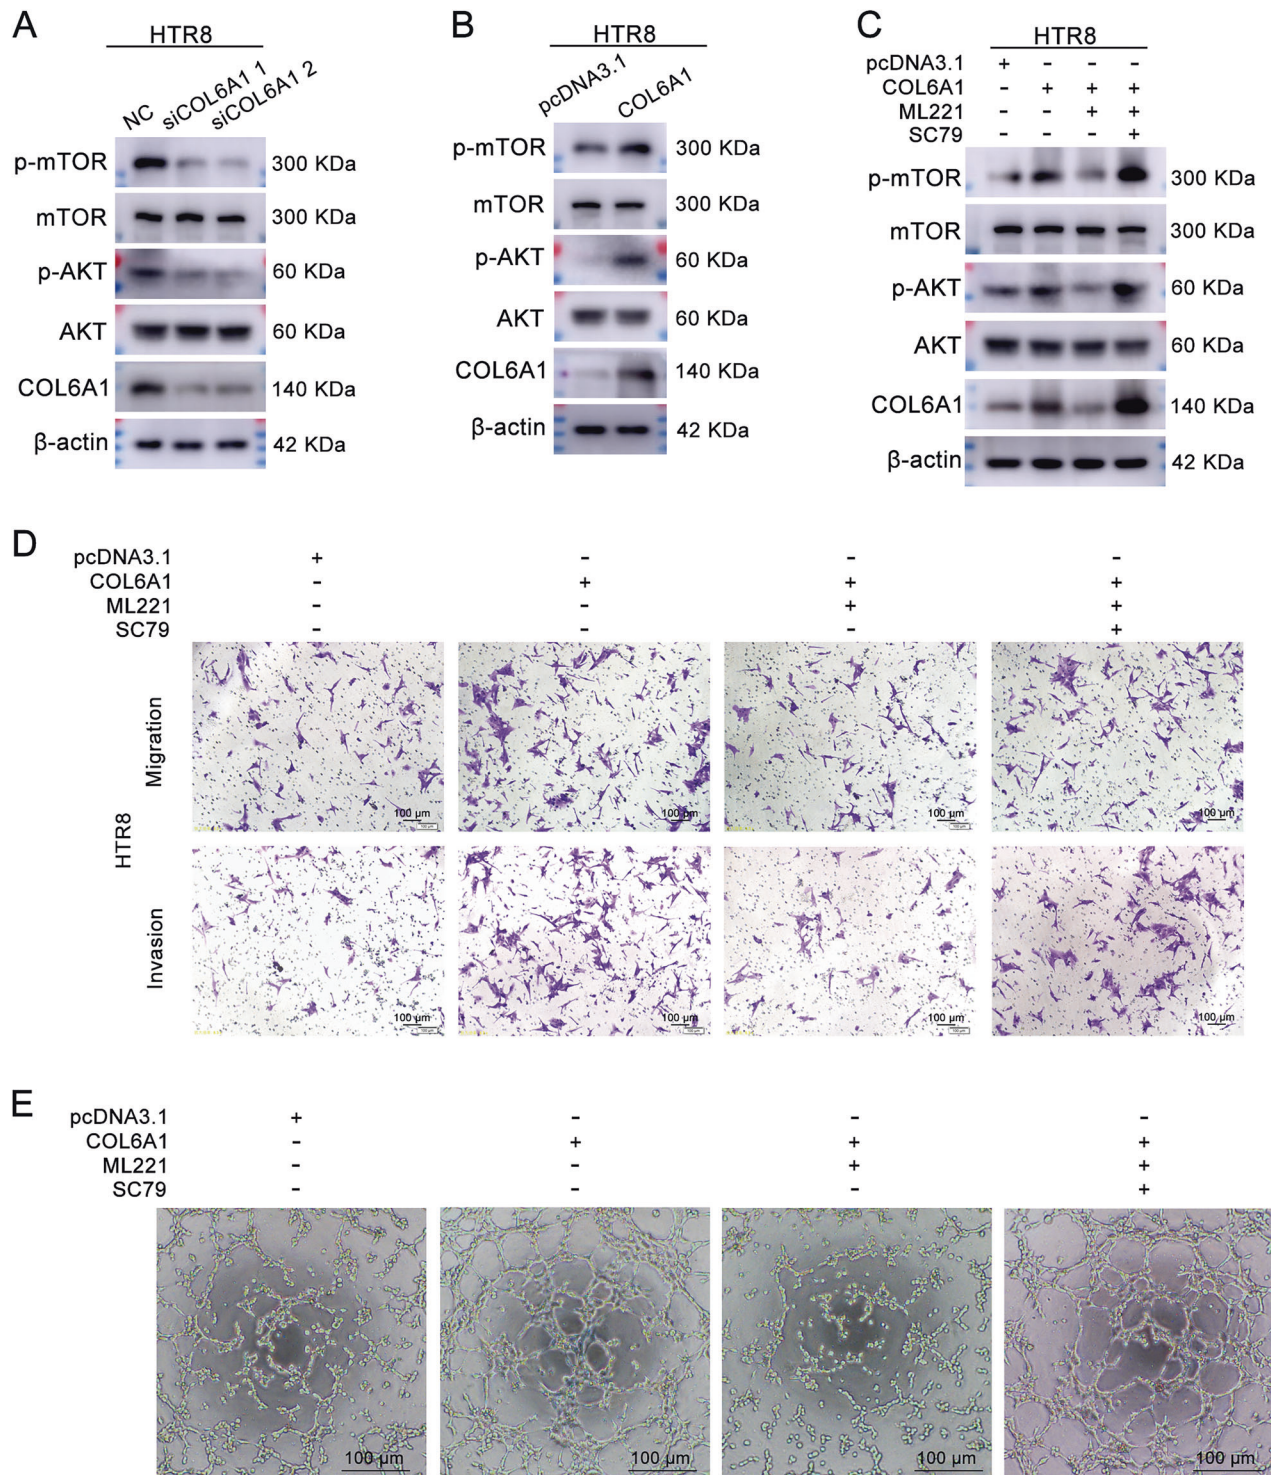 A
HTR8
NC siCOL6A1 1 siCOL6A1 2
p-mTOR 300 KDa
mTOR 300 KDa
p-AKT 60 KDa
AKT 60 KDa
COL6A1 140 KDa
β-actin 42 KDa
B
HTR8
pcDNA3.1 COL6A1
p-mTOR 300 KDa
mTOR 300 KDa
p-AKT 60 KDa
AKT 60 KDa
COL6A1 140 KDa
β-actin 42 KDa
C
HTR8
pcDNA3.1 + - - -
COL6A1 - + + +
ML221 - - + +
SC79 - - - +
p-mTOR 300 KDa
mTOR 300 KDa
p-AKT 60 KDa
AKT 60 KDa
COL6A1 140 KDa
β-actin 42 KDa
D
pcDNA3.1 + - - -
COL6A1 - + + +
ML221 - - + +
SC79 - - - +
HTR8
Migration
100 µm 100 µm 100 µm 100 µm
Invasion
100 µm 100 µm 100 µm 100 µm
E
pcDNA3.1 + - - -
COL6A1 - + + +
ML221 - - + +
SC79 - - - +
100 µm 100 µm 100 µm 100 µm